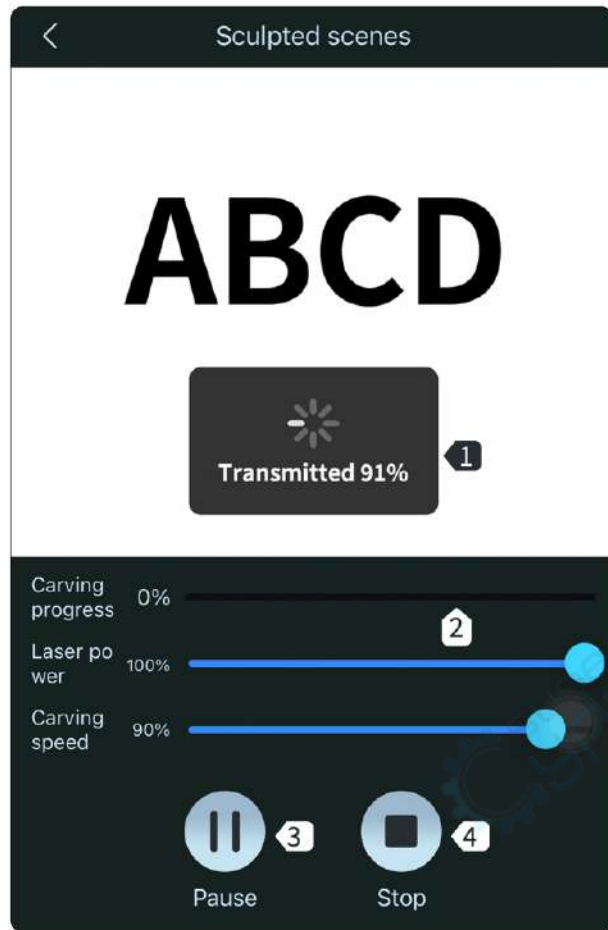 Sculpted scenes
ABCD
Transmitted 91%
1
Carving
progress
0%
2
Laser po
wer
100%
Carving
speed
90%
3
4
Pause
Stop